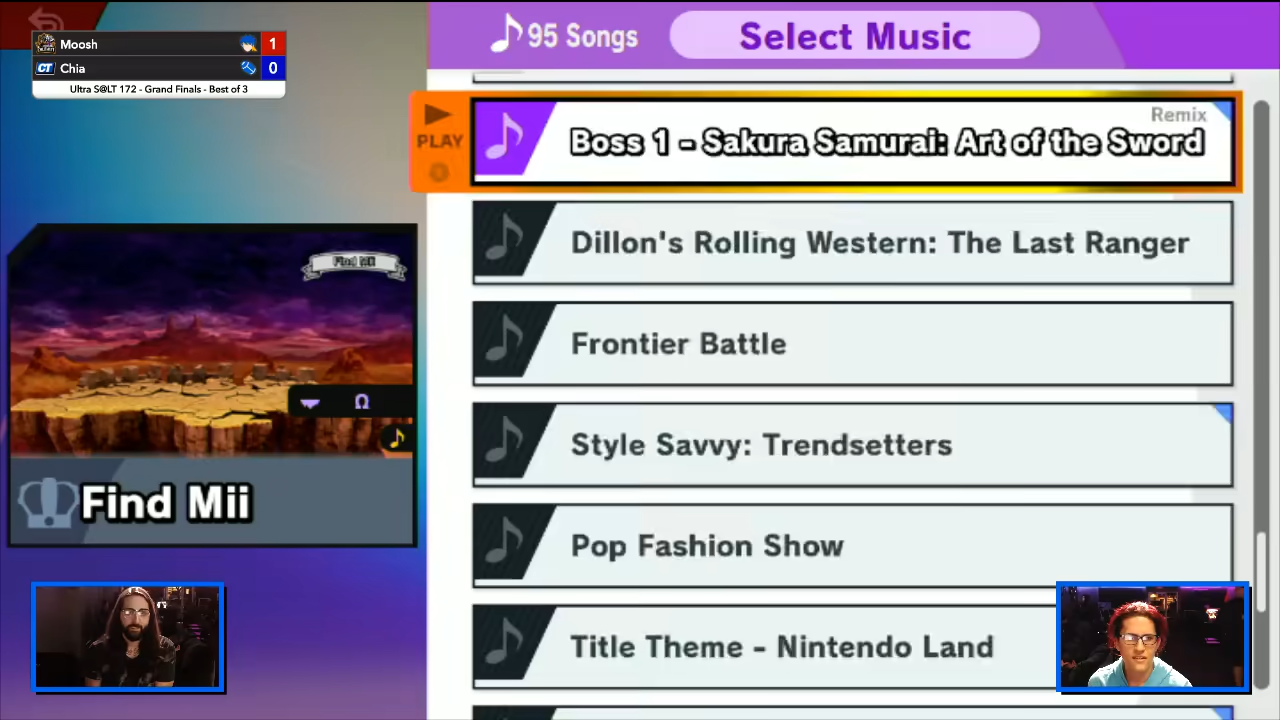 Moosh 1
CT Chia 0
Ultra S@LT 172 - Grand Finals - Best of 3
95 Songs
Select Music
PLAY
Remix
Boss 1 - Sakura Samurai: Art of the Sword
Dillon's Rolling Western: The Last Ranger
Frontier Battle
Style Savvy: Trendsetters
Pop Fashion Show
Title Theme - Nintendo Land
Find Mii
Ω
Find Mii